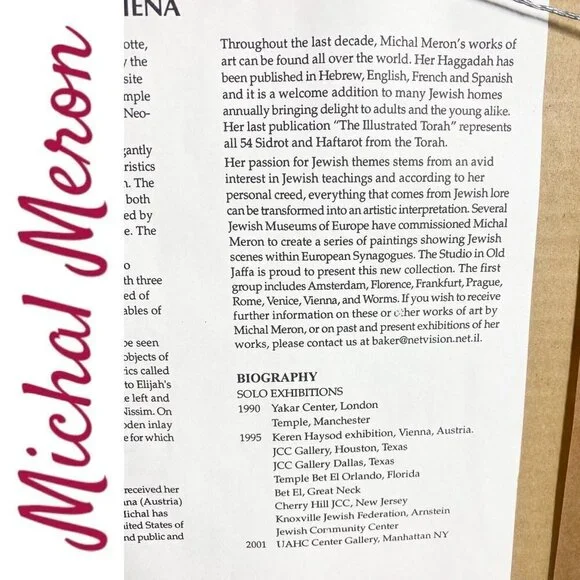 Michal Meron
ENA
otte,
the
site
mple
Neo-
gantly
ristics
n. The
both
ed by
e. The
o
th three
ed of
ables of
be seen
objects of
rics called
to Elijah's
e left and
Nissim. On
oden inlay
e for which
received her
na (Austria)
Michal has
nited States of
nd public and
Throughout the last decade, Michal Meron's works of
art can be found all over the world. Her Haggadah has
been published in Hebrew, English, French and Spanish
and it is a welcome addition to many Jewish homes
annually bringing delight to adults and the young alike.
Her last publication "The Illustrated Torah" represents
all 54 Sidrot and Haftarot from the Torah.
Her passion for Jewish themes stems from an avid
interest in Jewish teachings and according to her
personal creed, everything that comes from Jewish lore
can be transformed into an artistic interpretation. Several
Jewish Museums of Europe have commissioned Michal
Meron to create a series of paintings showing Jewish
scenes within European Synagogues. The Studio in Old
Jaffa is proud to present this new collection. The first
group includes Amsterdam, Florence, Frankfurt, Prague,
Rome, Venice, Vienna, and Worms. If you wish to receive
further information on these or other works of art by
Michal Meron, or on past and present exhibitions of her
works, please contact us at baker@netvision.net.il.
BIOGRAPHY
SOLO EXHIBITIONS
1990 Yakar Center, London
Temple, Manchester
1995 Keren Haysod exhibition, Vienna, Austria.
JCC Gallery, Houston, Texas
JCC Gallery Dallas, Texas
Temple Bet El Orlando, Florida
Bet El, Great Neck
Cherry Hill JCC, New Jersey
Knoxville Jewish Federation, Arnstein
Jewish Community Center
2001 UAHC Center Gallery, Manhattan NY